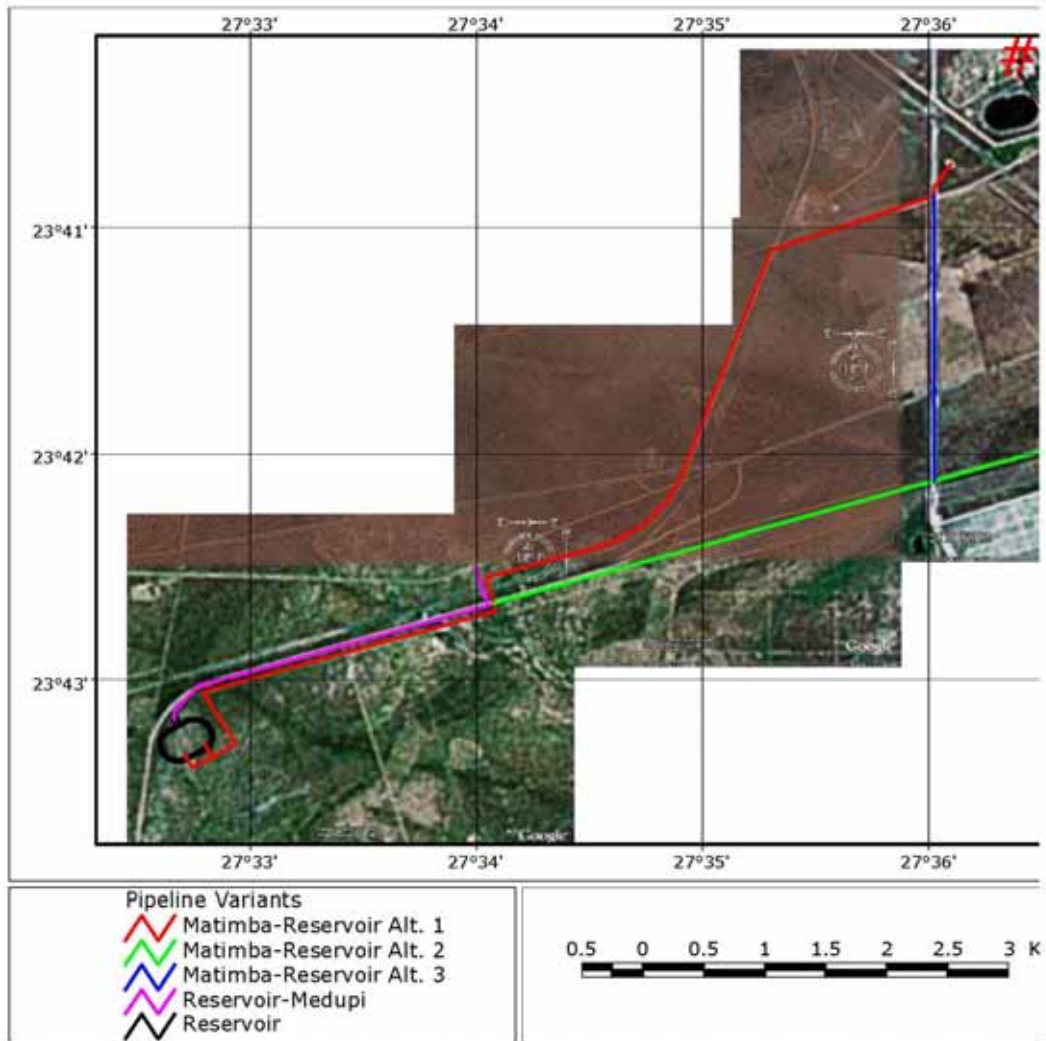 27°33' 27°34' 27°35' 27°36'
#
23°41'
23°42'
23°43'
Google
Google
27°33' 27°34' 27°35' 27°36'
Pipeline Variants
Matimba-Reservoir Alt. 1
Matimba-Reservoir Alt. 2
Matimba-Reservoir Alt. 3
Reservoir-Medupi
Reservoir
0.5 0 0.5 1 1.5 2 2.5 3 K